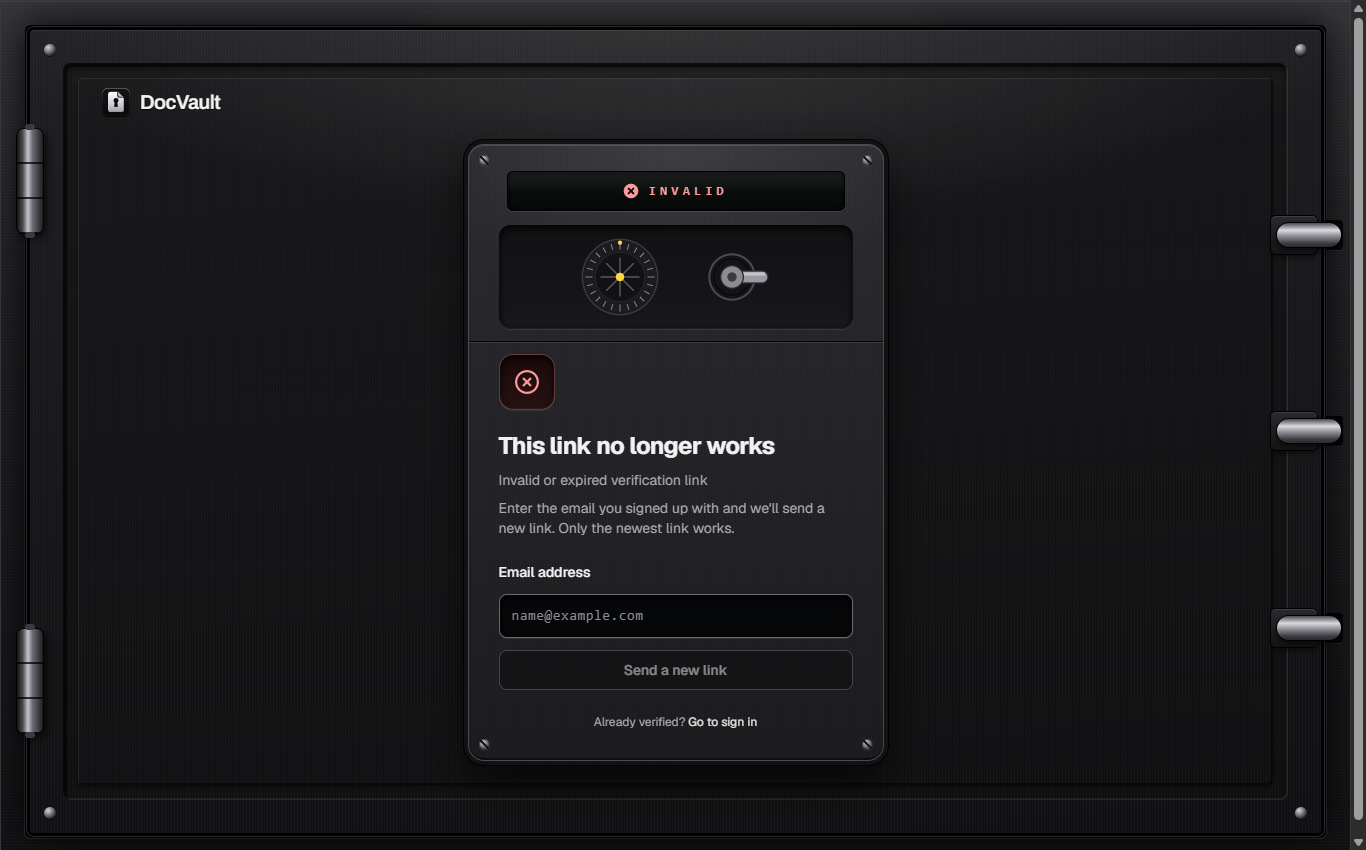 DocVault
INVALID
This link no longer works
Invalid or expired verification link
Enter the email you signed up with and we'll send a
new link. Only the newest link works.
Email address
name@example.com
Send a new link
Already verified? Go to sign in